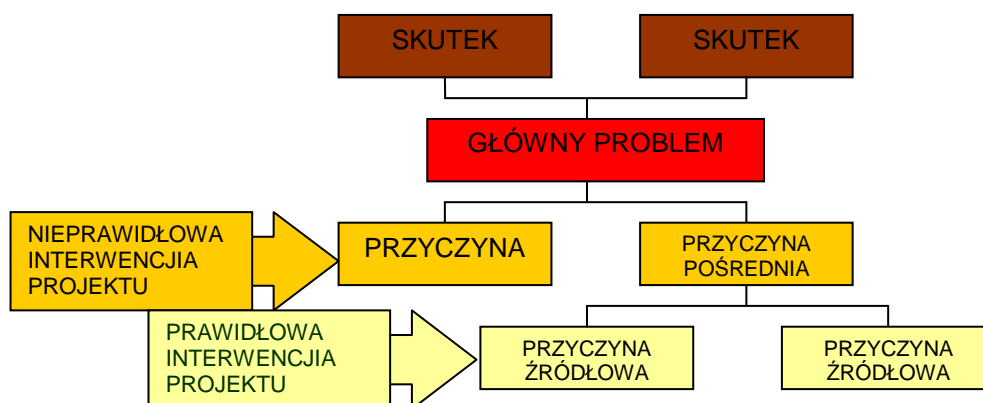 SKUTEK
SKUTEK
GŁÓWNY PROBLEM
NIEPRAWIDŁOWA
INTERWENCJIA
PROJEKTU
PRZYCZYNA
PRZYCZYNA
POŚREDNIA
PRAWIDŁOWA
INTERWENCJIA
PROJEKTU
PRZYCZYNA
ŹRÓDŁOWA
PRZYCZYNA
ŹRÓDŁOWA